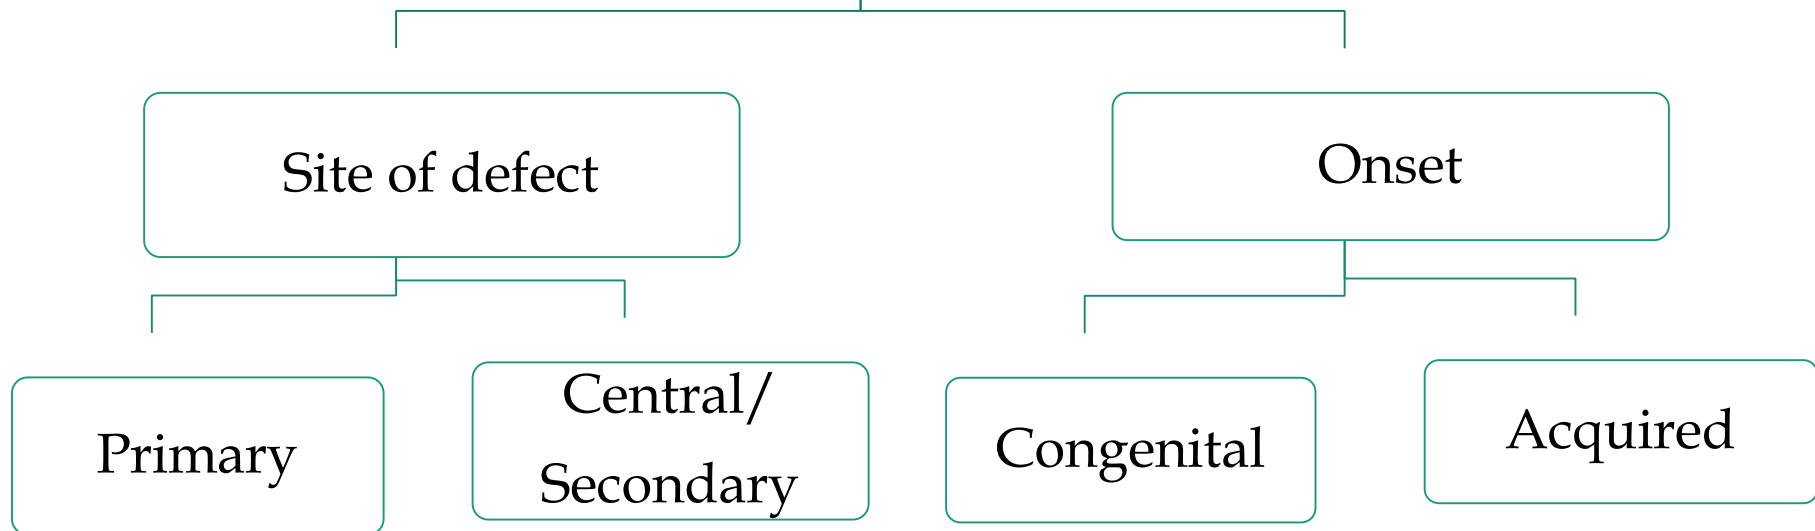 Site of defect
Onset
Primary
Central/
Secondary
Congenital
Acquired